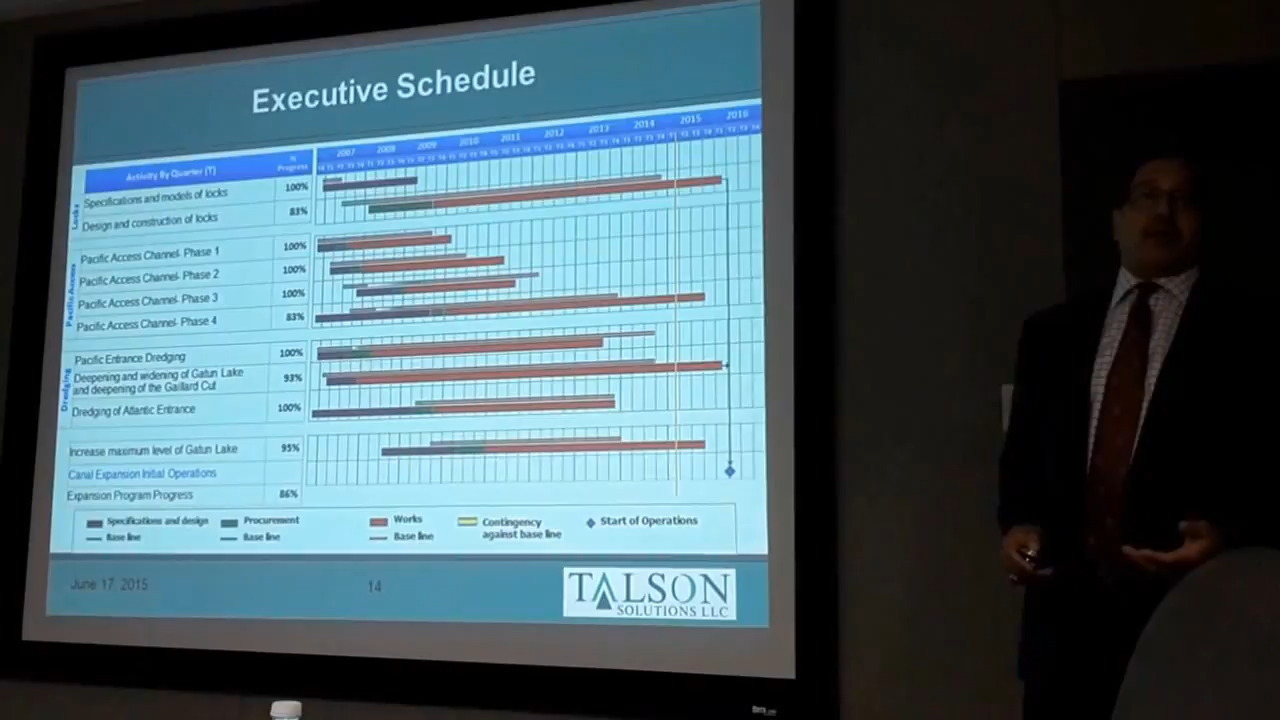 Executive Schedule
Activity By Quarter (T)
%
Progress
2007 2008 2009 2010 2011 2012 2013 2014 2015 2016
Locks
Specifications and models of locks 100%
Design and construction of locks 83%
Pacific Access
Pacific Access Channel- Phase 1 100%
Pacific Access Channel- Phase 2 100%
Pacific Access Channel- Phase 3 100%
Pacific Access Channel- Phase 4 83%
Dredging
Pacific Entrance Dredging 100%
Deepening and widening of Gatun Lake
and deepening of the Gaillard Cut 93%
Dredging of Atlantic Entrance 100%
Increase maximum level of Gatun Lake 95%
Canal Expansion Initial Operations
Expansion Program Progress 86%
Specifications and design Procurement Works Contingency Start of Operations
Base line Base line Base line against base line
June 17, 2015 14
TALSON
SOLUTIONS LLC